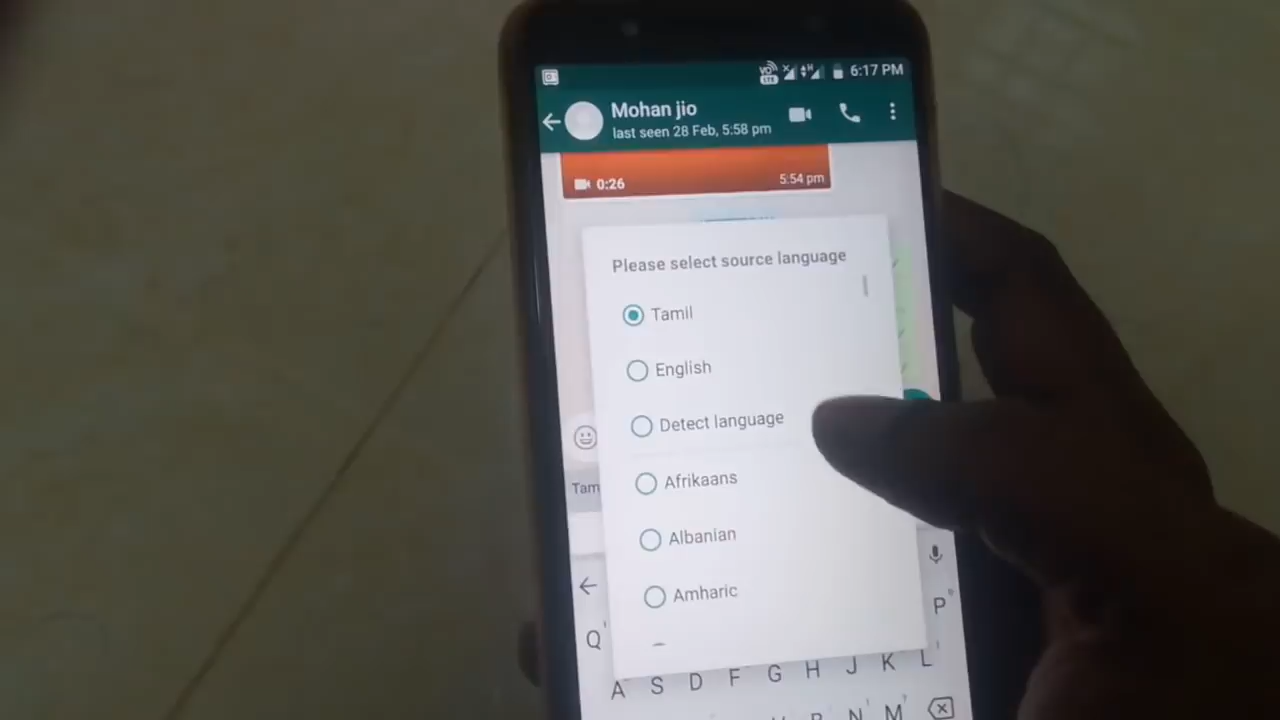 6:17 PM
Mohan jio
last seen 28 Feb, 5:58 pm
0:26
5:54 pm
Please select source language
Tamil
English
Detect language
Afrikaans
Albanian
Amharic
Tam
Q P
A S D F G H J K L
N M